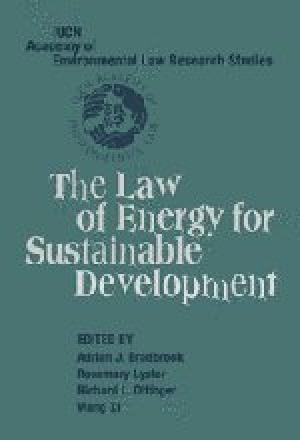 IUCN
Academy of
Environmental Law Research Studies
The Law
of Energy for
Sustainable
Development
EDITED BY
Adrian J. Bradbrook
Rosemary Lyster
Richard L. Ottinger
Wang Xi